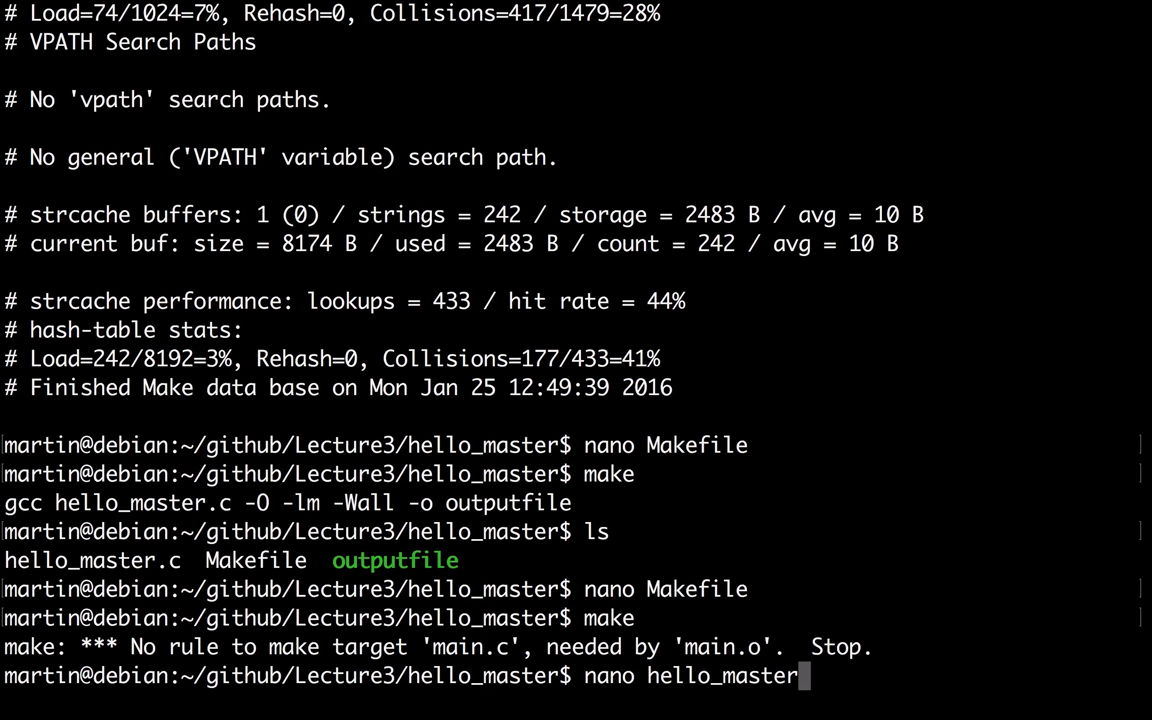 # Load=74/1024=7%, Rehash=0, Collisions=417/1479=28%
# VPATH Search Paths
# No 'vpath' search paths.
# No general ('VPATH' variable) search path.
# strcache buffers: 1 (0) / strings = 242 / storage = 2483 B / avg = 10 B
# current buf: size = 8174 B / used = 2483 B / count = 242 / avg = 10 B
# strcache performance: lookups = 433 / hit rate = 44%
# hash-table stats:
# Load=242/8192=3%, Rehash=0, Collisions=177/433=41%
# Finished Make data base on Mon Jan 25 12:49:39 2016
martin@debian:~/github/Lecture3/hello_master$ nano Makefile
martin@debian:~/github/Lecture3/hello_master$ make
gcc hello_master.c -O -lm -Wall -o outputfile
martin@debian:~/github/Lecture3/hello_master$ ls
hello_master.c  Makefile  outputfile
martin@debian:~/github/Lecture3/hello_master$ nano Makefile
martin@debian:~/github/Lecture3/hello_master$ make
make: *** No rule to make target 'main.c', needed by 'main.o'.  Stop.
martin@debian:~/github/Lecture3/hello_master$ nano hello_master